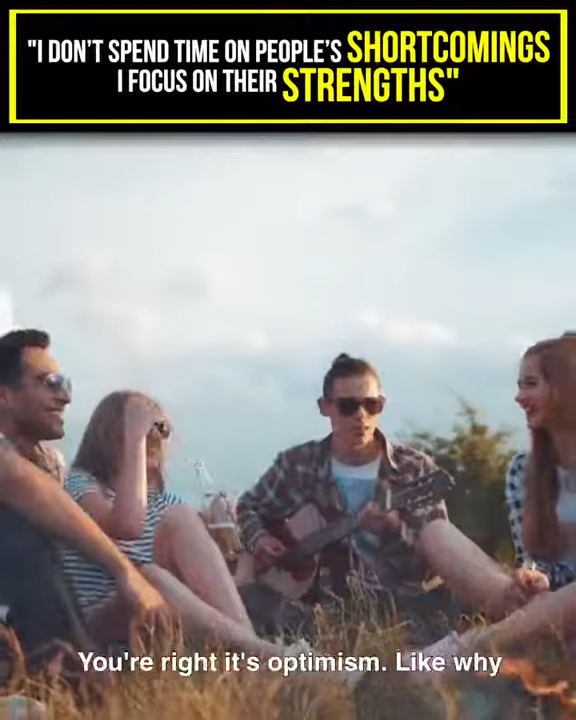 "I DON'T SPEND TIME ON PEOPLE'S SHORTCOMINGS
I FOCUS ON THEIR STRENGTHS"
You're right it's optimism. Like why